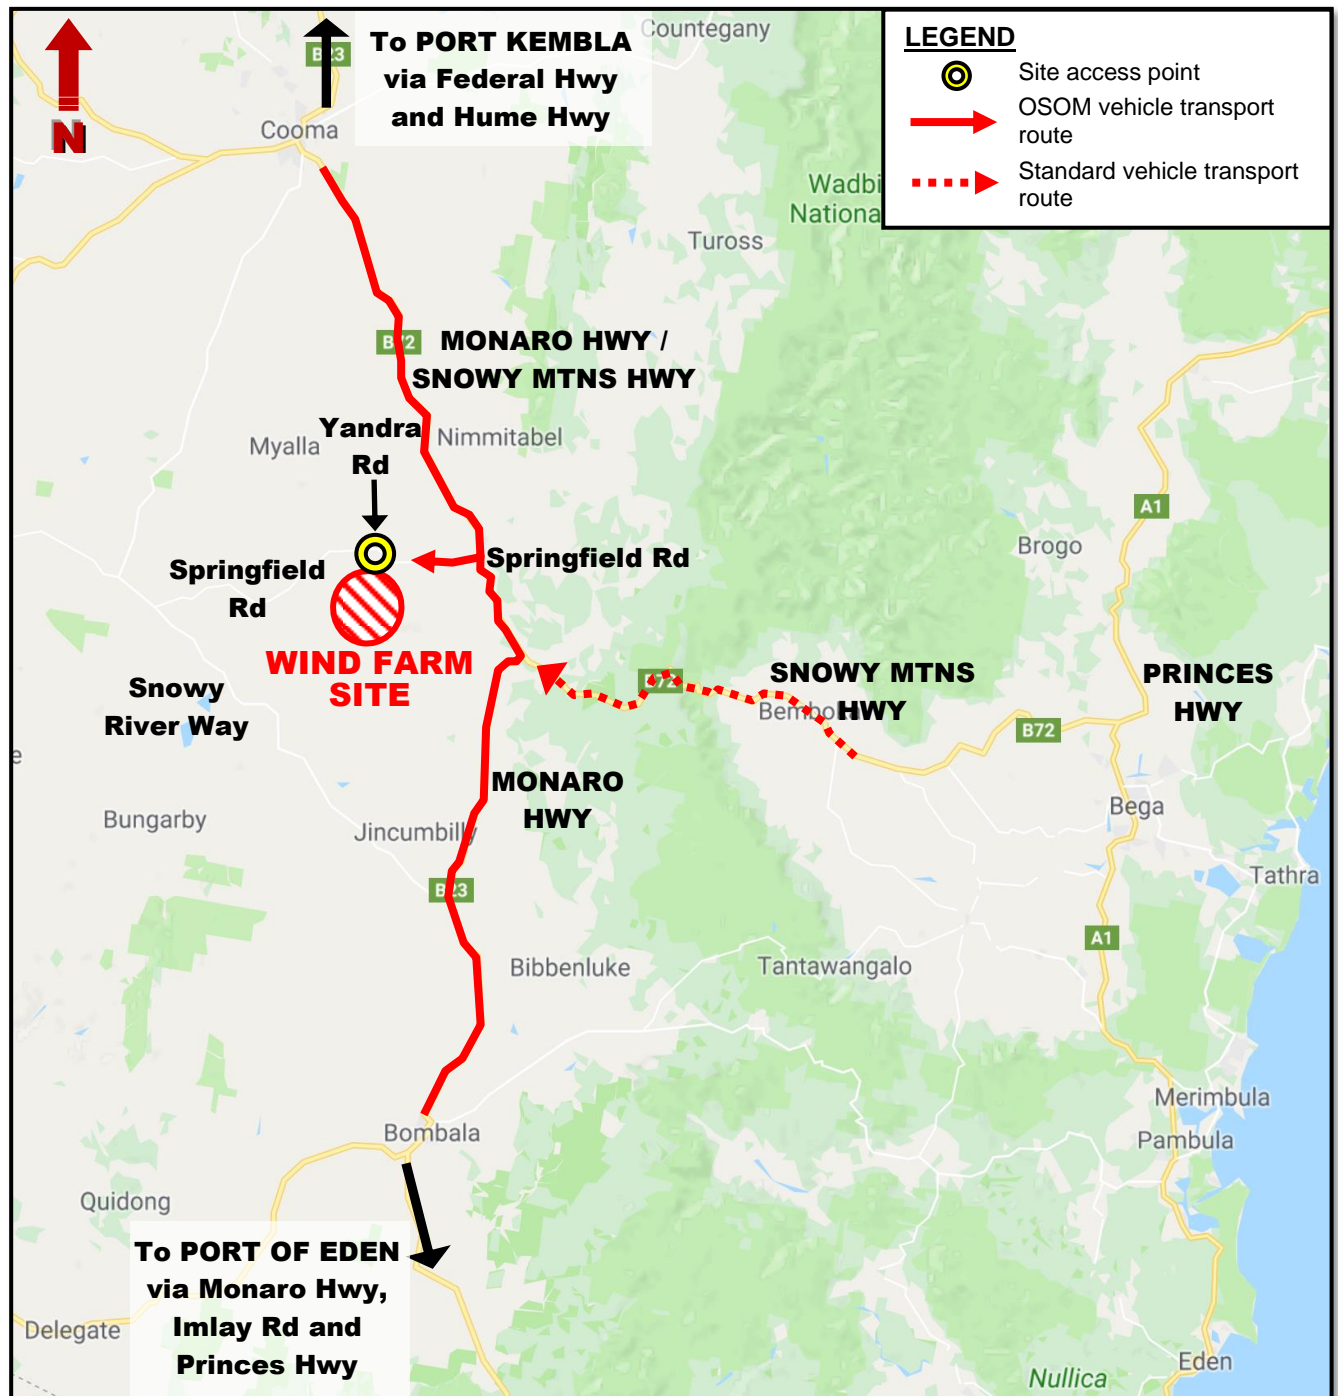 N
B23
To PORT KEMBLA
via Federal Hwy
and Hume Hwy
Countegany
LEGEND
Site access point
OSOM vehicle transport
route
Standard vehicle transport
route
Cooma
Tuross
B72
MONARO HWY /
SNOWY MTNS HWY
Yandra
Rd
Myalla
Nimmitabel
A1
Brogo
Springfield Rd
Springfield
Rd
WIND FARM
SITE
Snowy
River Way
B72
SNOWY MTNS
HWY
PRINCES
HWY
B72
MONARO
HWY
Bungarby
Jincumbilly
Bega
Tathra
B23
A1
Bibbenluke
Tantawangalo
Merimbula
Bombala
Pambula
Quidong
To PORT OF EDEN
via Monaro Hwy,
Imlay Rd and
Princes Hwy
Delegate
Eden
Nullica